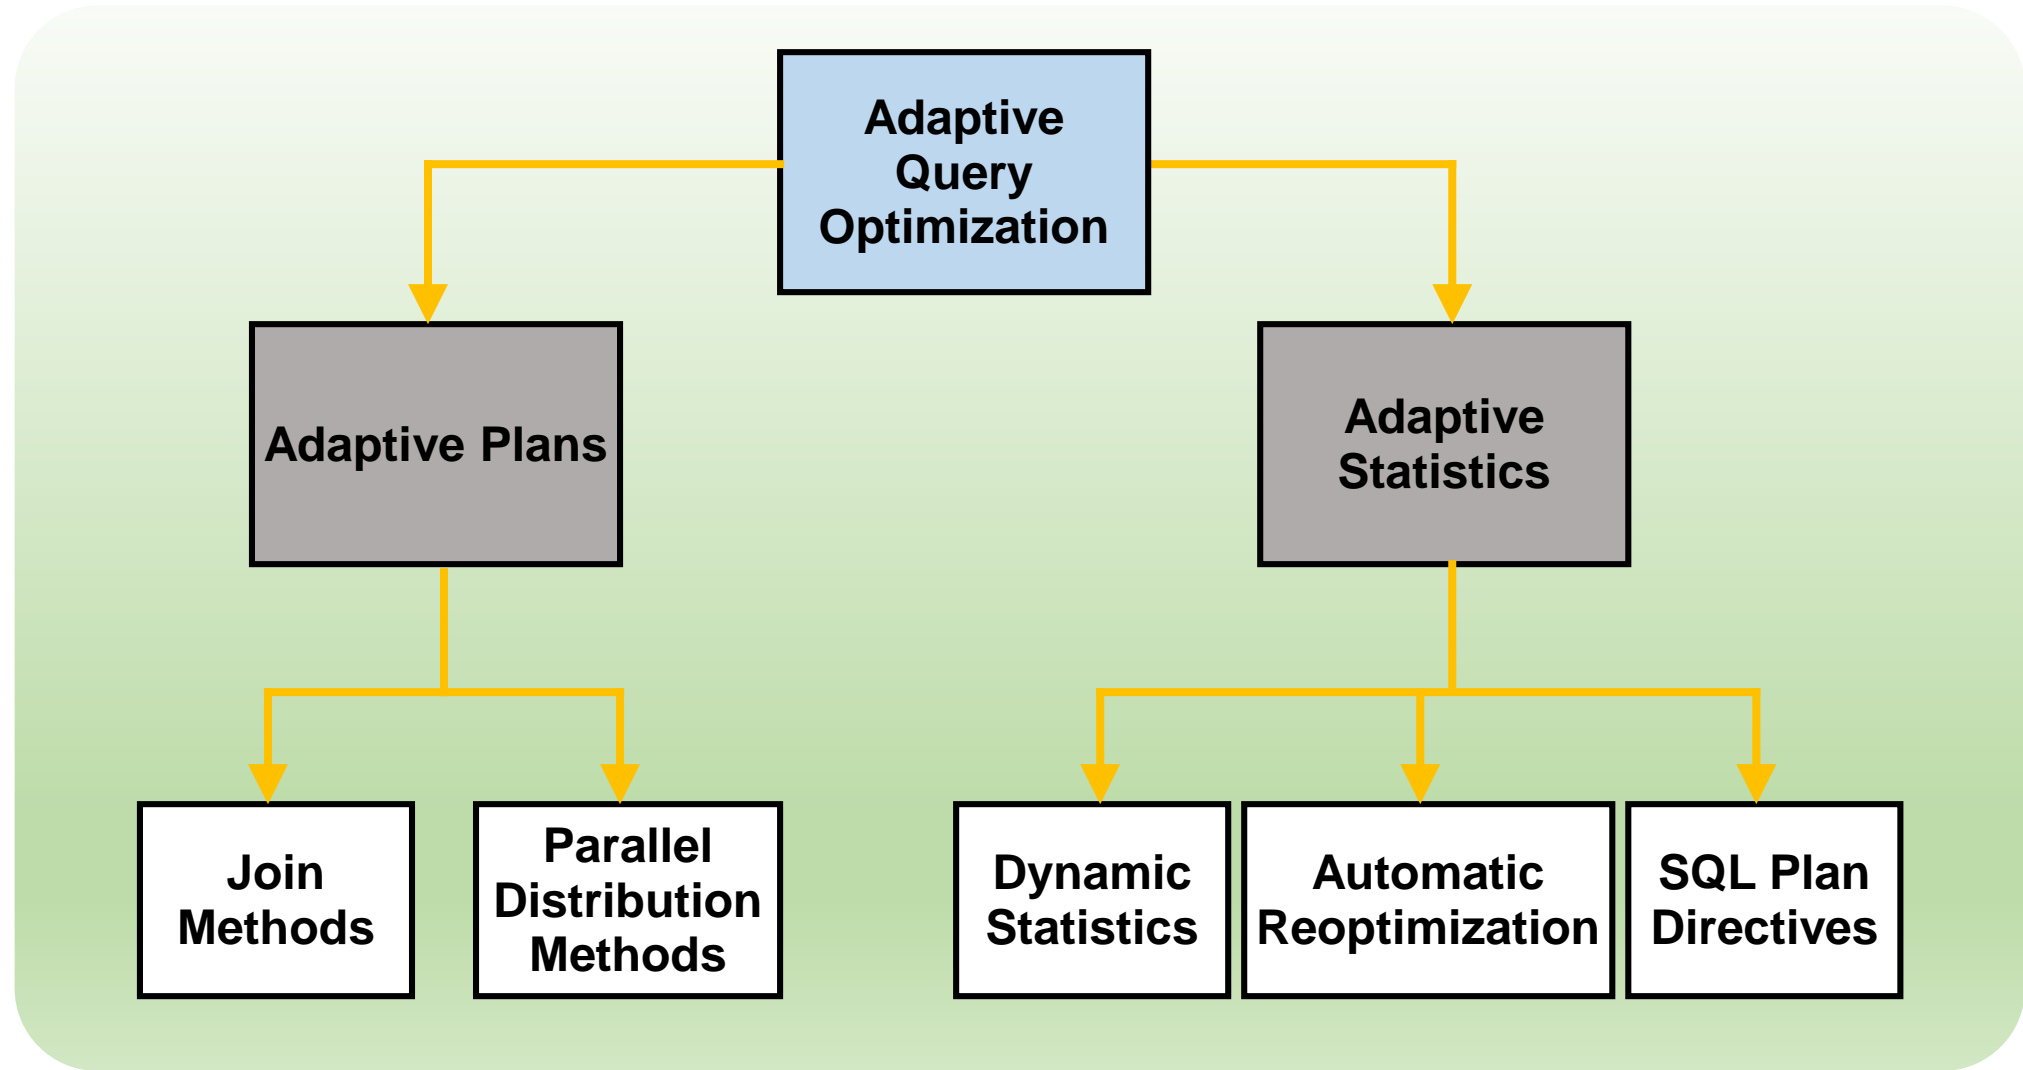 Adaptive
Query
Optimization
Adaptive Plans
Adaptive
Statistics
Join
Methods
Parallel
Distribution
Methods
Dynamic
Statistics
Automatic
Reoptimization
SQL Plan
Directives